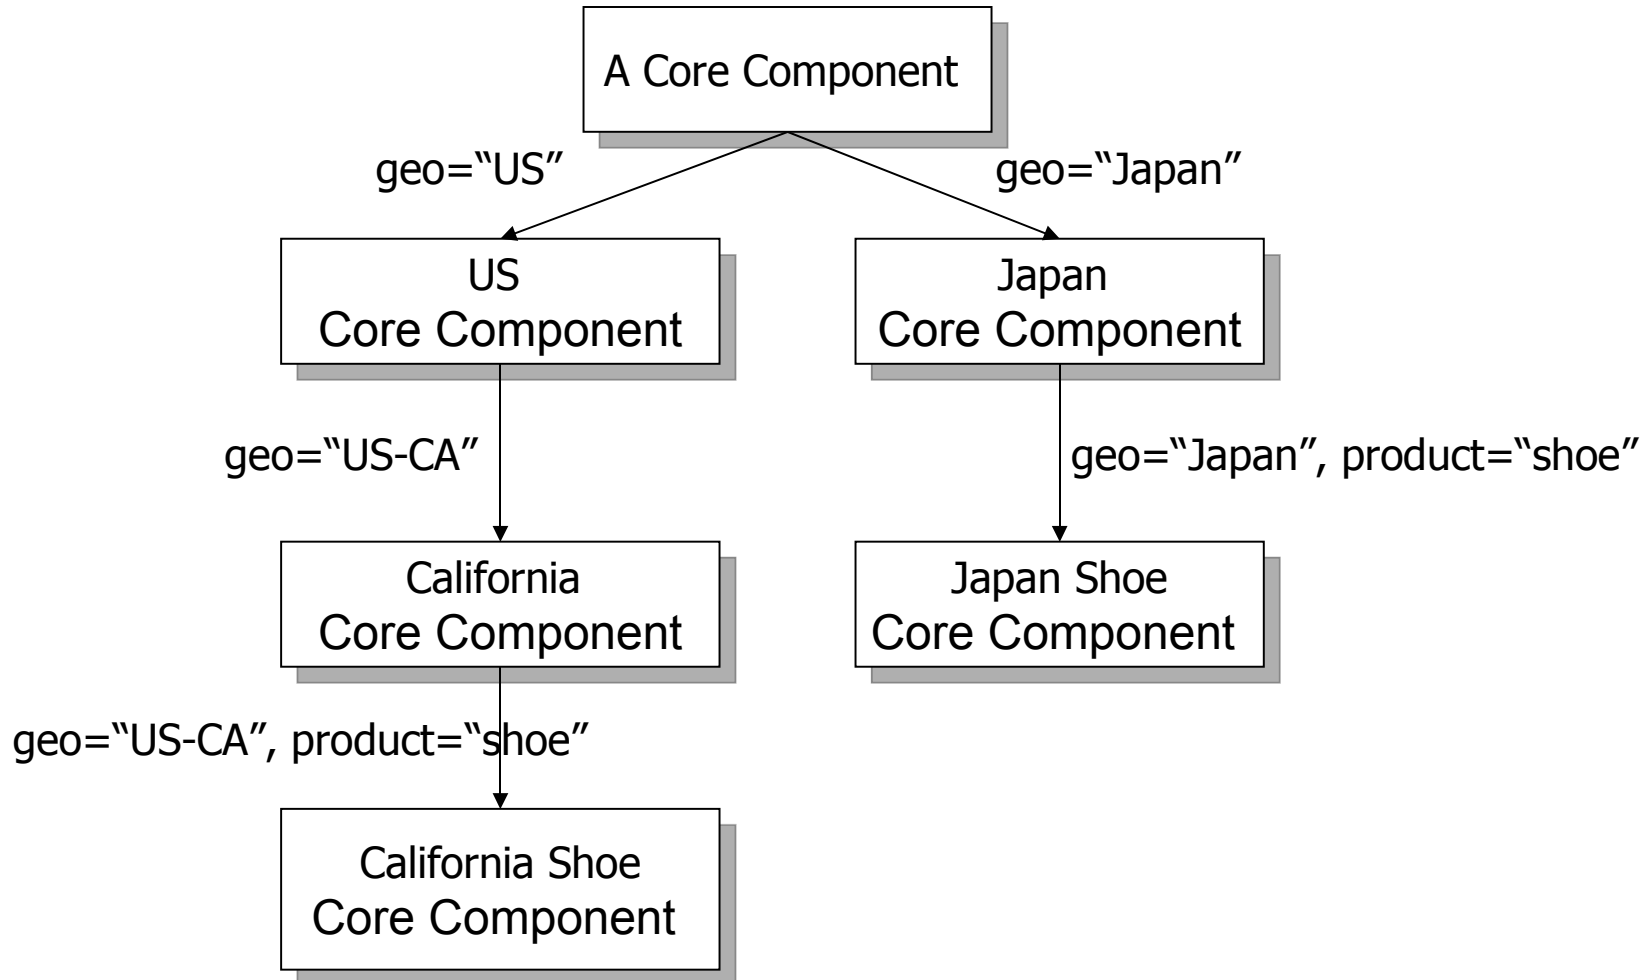 A Core Component
geo=“US”
geo=“Japan”
US
Core Component
Japan
Core Component
geo=“US-CA”
geo=“Japan”, product=“shoe”
California
Core Component
Japan Shoe
Core Component
geo=“US-CA”, product=“shoe”
California Shoe
Core Component